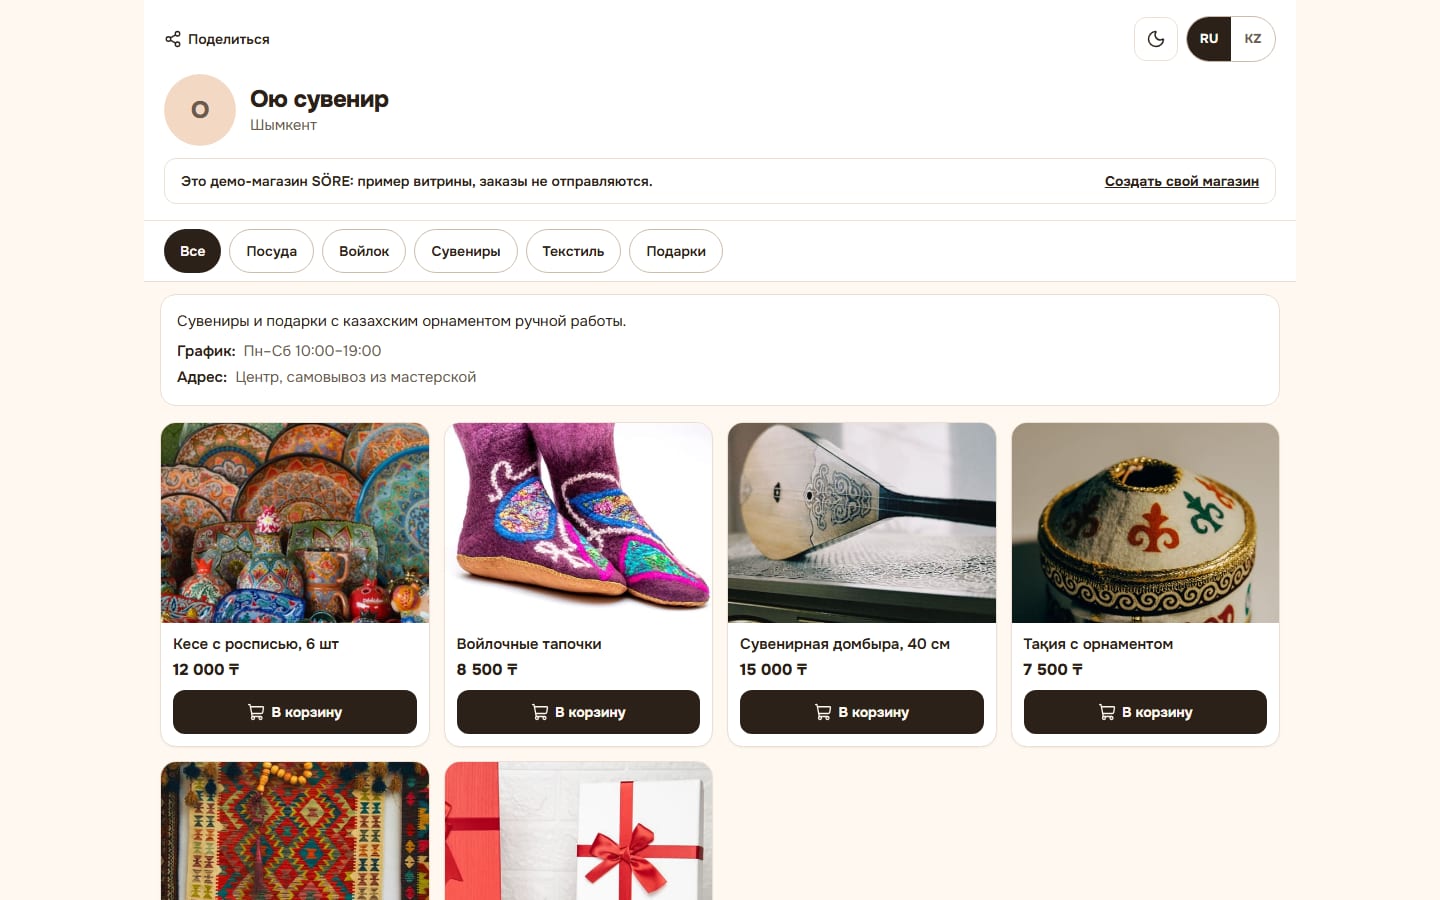 Поделиться
RU
KZ
О
Ою сувенир
Шымкент
Это демо-магазин SÖRE: пример витрины, заказы не отправляются.
Создать свой магазин
Все
Посуда
Войлок
Сувениры
Текстиль
Подарки
Сувениры и подарки с казахским орнаментом ручной работы.
График: Пн–Сб 10:00–19:00
Адрес: Центр, самовывоз из мастерской
Кесе с росписью, 6 шт
12 000 ₸
В корзину
Войлочные тапочки
8 500 ₸
В корзину
Сувенирная домбыра, 40 см
15 000 ₸
В корзину
Тақия с орнаментом
7 500 ₸
В корзину